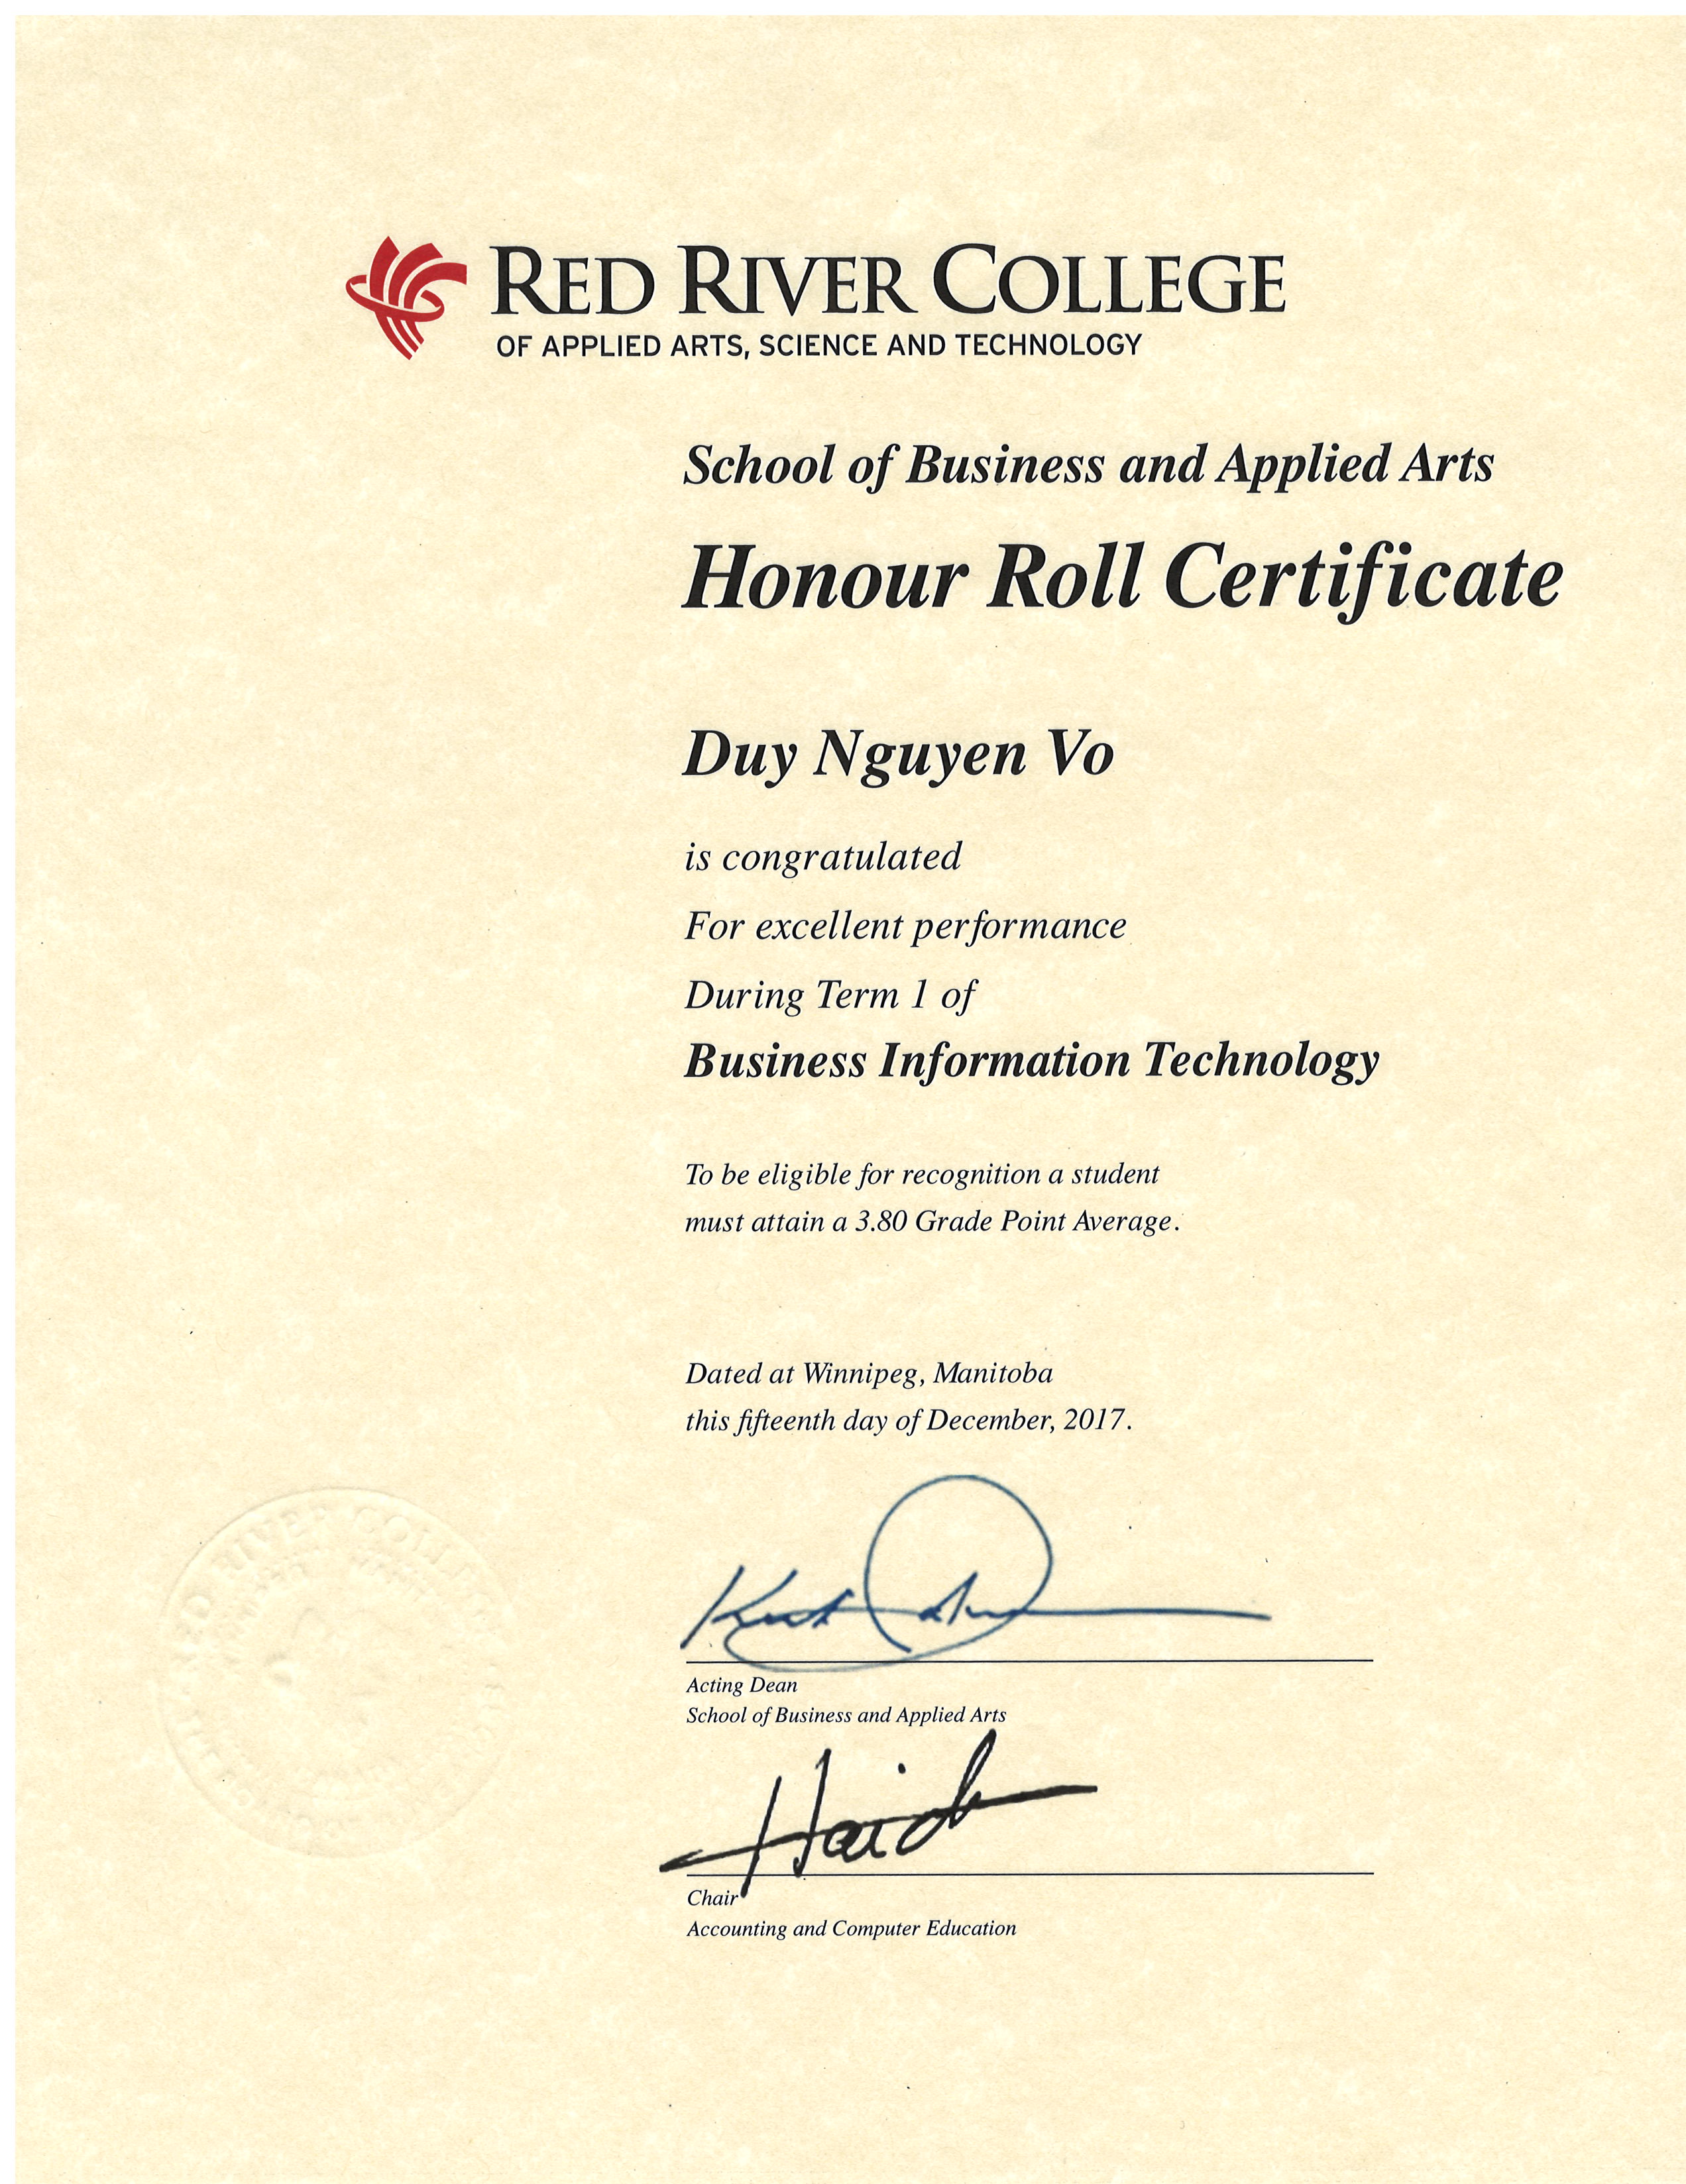 RED RIVER COLLEGE
OF APPLIED ARTS, SCIENCE AND TECHNOLOGY
School of Business and Applied Arts
Honour Roll Certificate
Duy Nguyen Vo
is congratulated
For excellent performance
During Term 1 of
Business Information Technology
To be eligible for recognition a student
must attain a 3.80 Grade Point Average.
Dated at Winnipeg, Manitoba
this fifteenth day of December, 2017.
Acting Dean
School of Business and Applied Arts
Chair
Accounting and Computer Education
RED RIVER COLLEGE